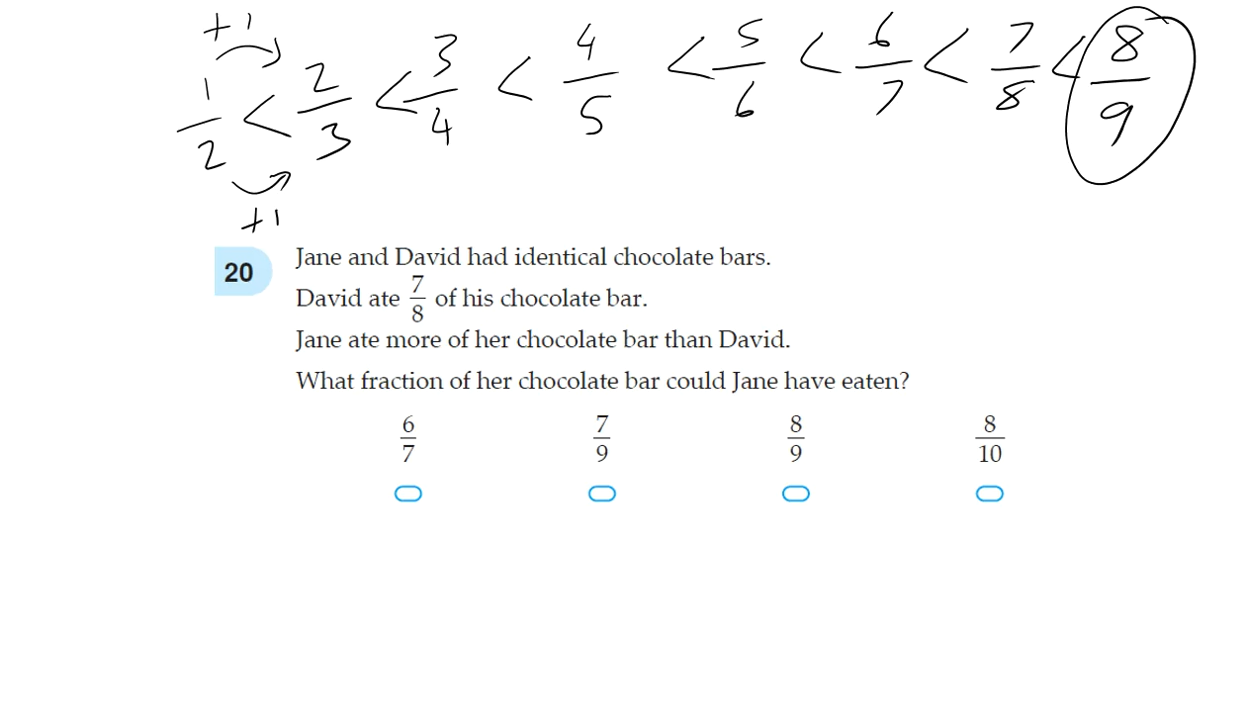 +1
1/2 < 2/3 < 3/4 < 4/5 < 5/6 < 6/7 < 7/8 < 8/9
+1
20 Jane and David had identical chocolate bars.
David ate 7/8 of his chocolate bar.
Jane ate more of her chocolate bar than David.
What fraction of her chocolate bar could Jane have eaten?
6/7 7/9 8/9 8/10